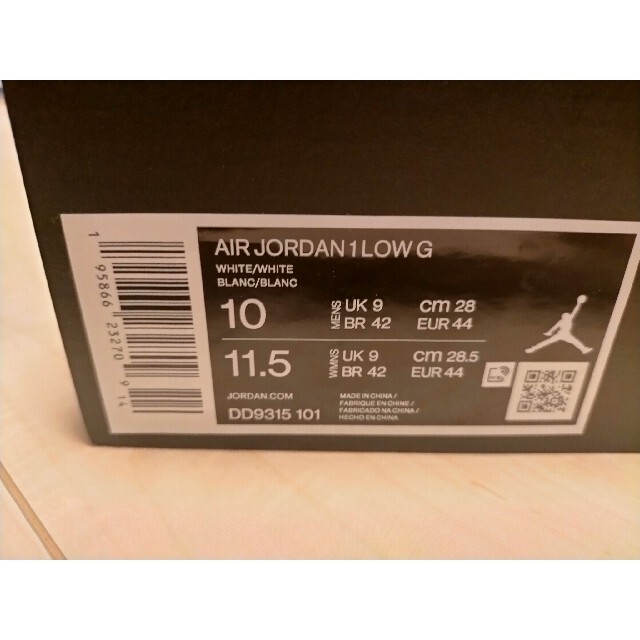 AIR JORDAN 1 LOW G
WHITE/WHITE
BLANC/BLANC
10 MENS UK 9 cm 28
BR 42 EUR 44
11.5 WMNS UK 9 cm 28.5
BR 42 EUR 44
JORDAN.COM
DD9315 101
MADE IN CHINA /
FABRIQUE EN CHINE /
FABRICADO NA CHINA /
HECHO EN CHINA
1 95866 23270 9 14